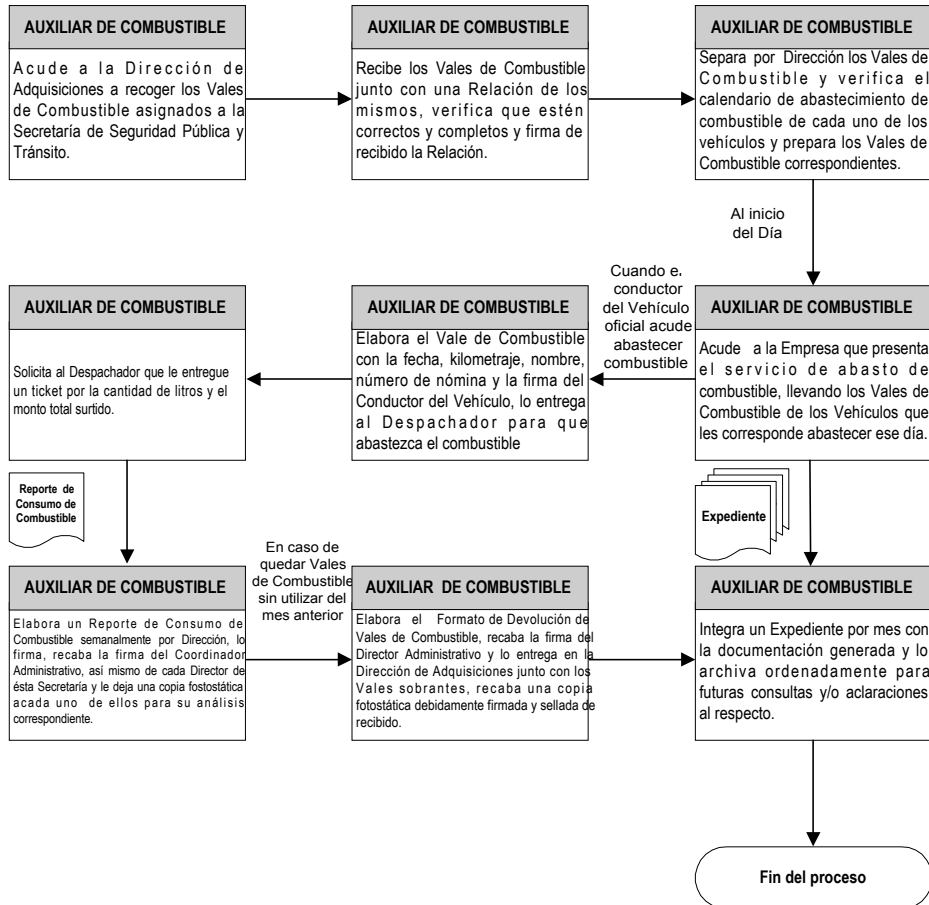 AUXILIAR DE COMBUSTIBLE
Acude a la Dirección de
Adquisiciones a recoger los Vales
de Combustible asignados a la
Secretaría de Seguridad Pública y
Tránsito.
AUXILIAR DE COMBUSTIBLE
Recibe los Vales de Combustible
junto con una Relación de los
mismos, verifica que estén
correctos y completos y firma de
recibido la Relación.
AUXILIAR DE COMBUSTIBLE
Separa por Dirección los Vales de
Combustible y verifica el
calendario de abastecimiento de
combustible de cada uno de los
vehículos y prepara los Vales de
Combustible correspondientes.
Al inicio
del Día
AUXILIAR DE COMBUSTIBLE
Acude a la Empresa que presenta
el servicio de abasto de
combustible, llevando los Vales de
Combustible de los Vehículos que
les corresponde abastecer ese día.
Cuando e
conductor
del Vehículo
oficial acude
abastecer
combustible
AUXILIAR DE COMBUSTIBLE
Elabora el Vale de Combustible
con la fecha, kilometraje, nombre,
número de nómina y la firma del
Conductor del Vehículo, lo entrega
al Despachador para que
abastezca el combustible
AUXILIAR DE COMBUSTIBLE
Solicita al Despachador que le entregue
un ticket por la cantidad de litros y el
monto total surtido.
Reporte de
Consumo de
Combustible
AUXILIAR DE COMBUSTIBLE
Elabora un Reporte de Consumo de
Combustible semanalmente por Dirección, lo
firma, recaba la firma del Coordinador
Administrativo, así mismo de cada Director de
ésta Secretaría y le deja una copia fostostática
acada uno de ellos para su análisis
correspondiente.
En caso de
quedar Vales
de Combustible
sin utilizar del
mes anterior
AUXILIAR DE COMBUSTIBLE
Elabora el Formato de Devolución de
Vales de Combustible, recaba la firma del
Director Administrativo y lo entrega en la
Dirección de Adquisiciones junto con los
Vales sobrantes, recaba una copia
fotostática debidamente firmada y sellada de
recibido.
Expediente
AUXILIAR DE COMBUSTIBLE
Integra un Expediente por mes con
la documentación generada y lo
archiva ordenadamente para
futuras consultas y/o aclaraciones
al respecto.
Fin del proceso